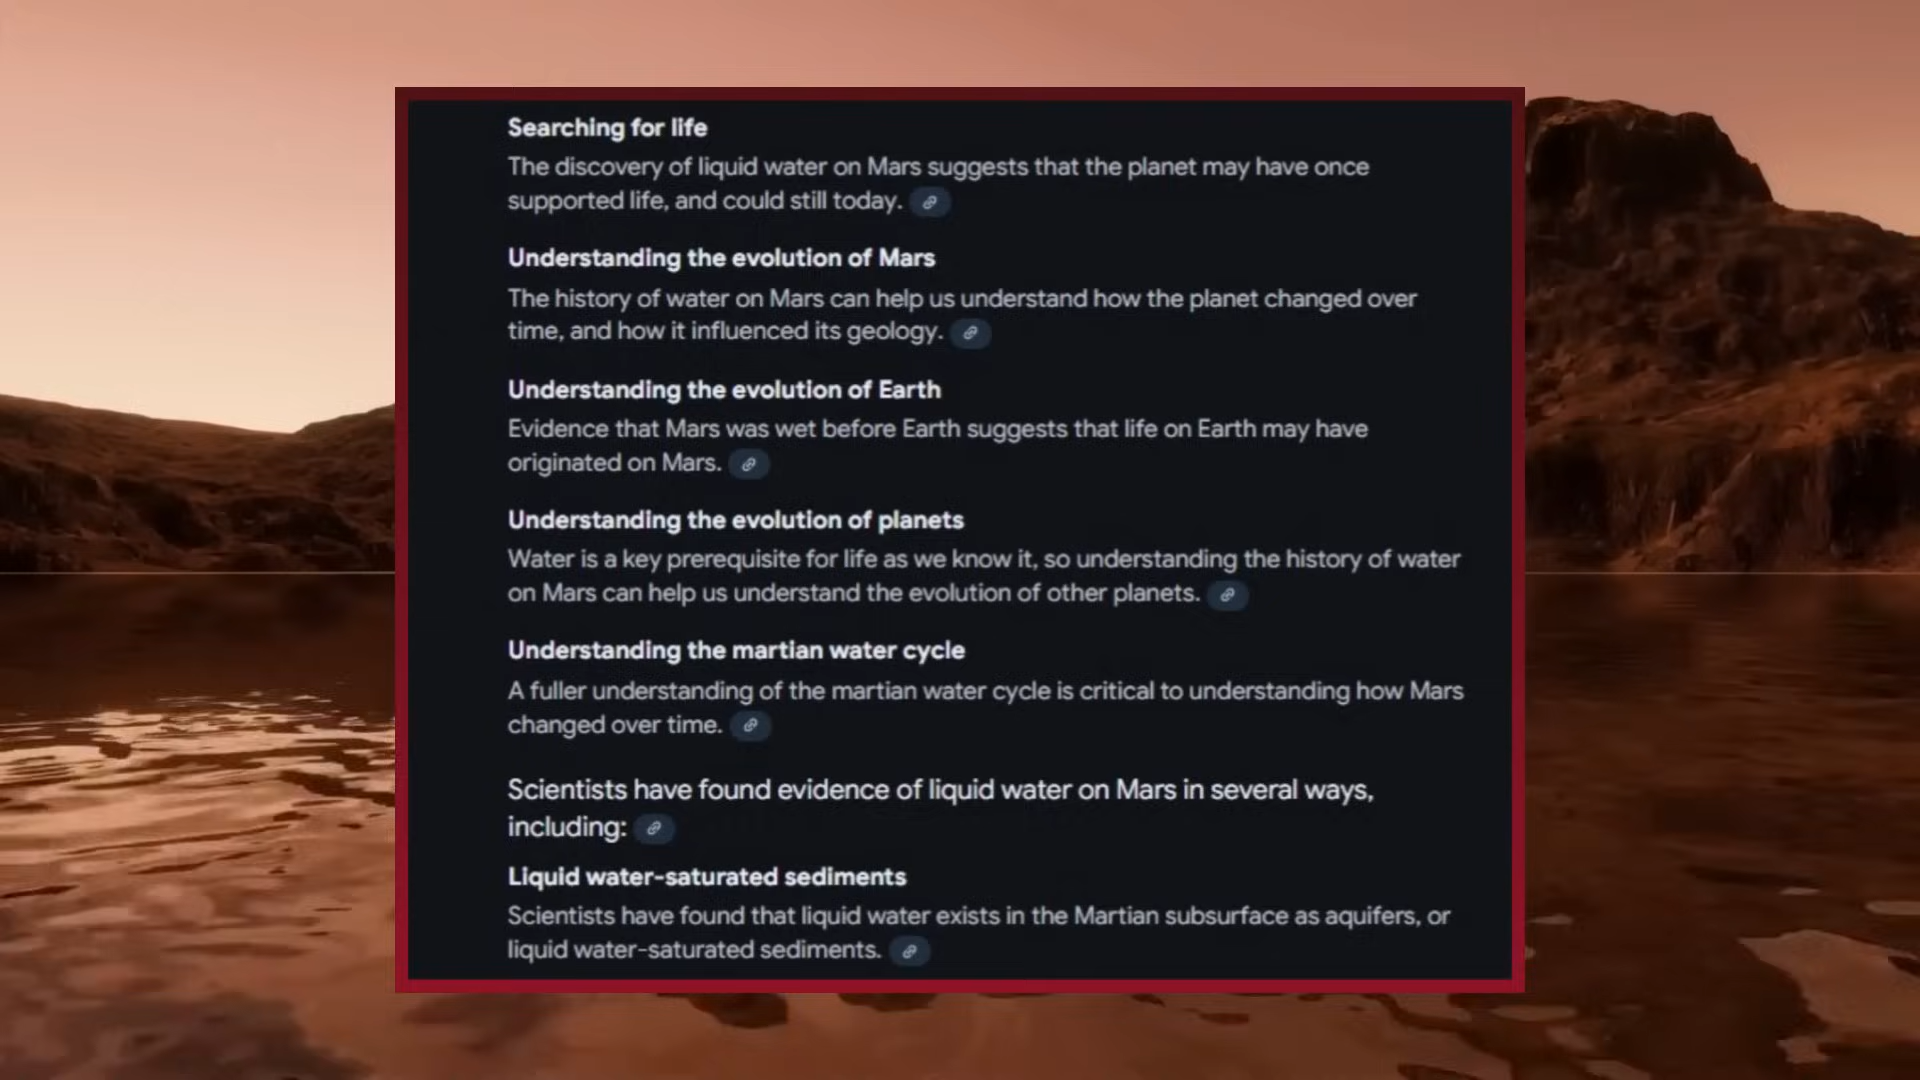 Searching for life
The discovery of liquid water on Mars suggests that the planet may have once
supported life, and could still today.
Understanding the evolution of Mars
The history of water on Mars can help us understand how the planet changed over
time, and how it influenced its geology.
Understanding the evolution of Earth
Evidence that Mars was wet before Earth suggests that life on Earth may have
originated on Mars.
Understanding the evolution of planets
Water is a key prerequisite for life as we know it, so understanding the history of water
on Mars can help us understand the evolution of other planets.
Understanding the martian water cycle
A fuller understanding of the martian water cycle is critical to understanding how Mars
changed over time.
Scientists have found evidence of liquid water on Mars in several ways,
including:
Liquid water-saturated sediments
Scientists have found that liquid water exists in the Martian subsurface as aquifers, or
liquid water-saturated sediments.